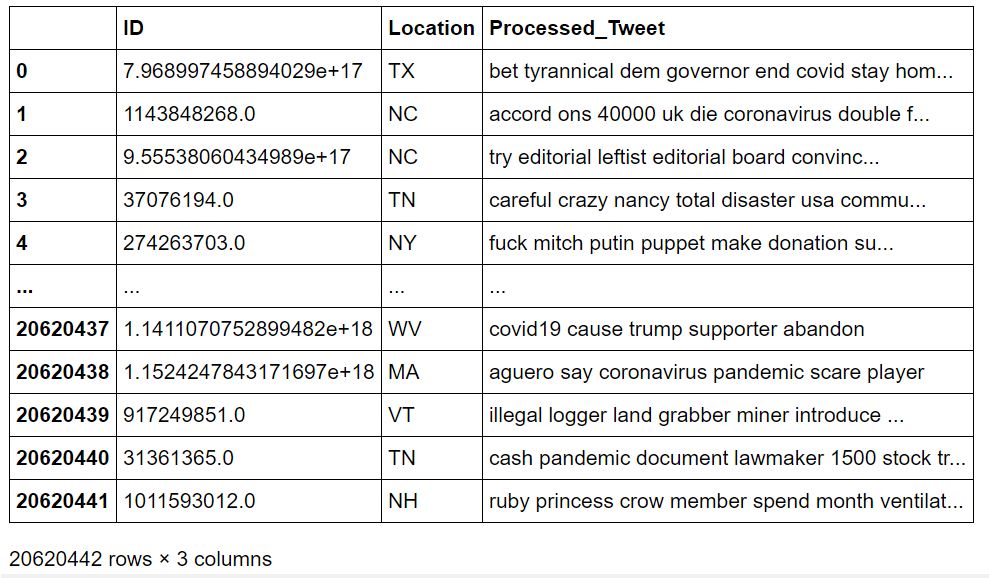 ID Location Processed_Tweet
0 7.968997458894029e+17 TX bet tyrannical dem governor end covid stay hom...
1 1143848268.0 NC accord ons 40000 uk die coronavirus double f...
2 9.55538060434989e+17 NC try editorial leftist editorial board convinc...
3 37076194.0 TN careful crazy nancy total disaster usa commu...
4 274263703.0 NY fuck mitch putin puppet make donation su...
... ... ... ...
20620437 1.1411070752899482e+18 WV covid19 cause trump supporter abandon
20620438 1.1524247843171697e+18 MA aguero say coronavirus pandemic scare player
20620439 917249851.0 VT illegal logger land grabber miner introduce ...
20620440 31361365.0 TN cash pandemic document lawmaker 1500 stock tr...
20620441 1011593012.0 NH ruby princess crow member spend month ventilat...
20620442 rows × 3 columns